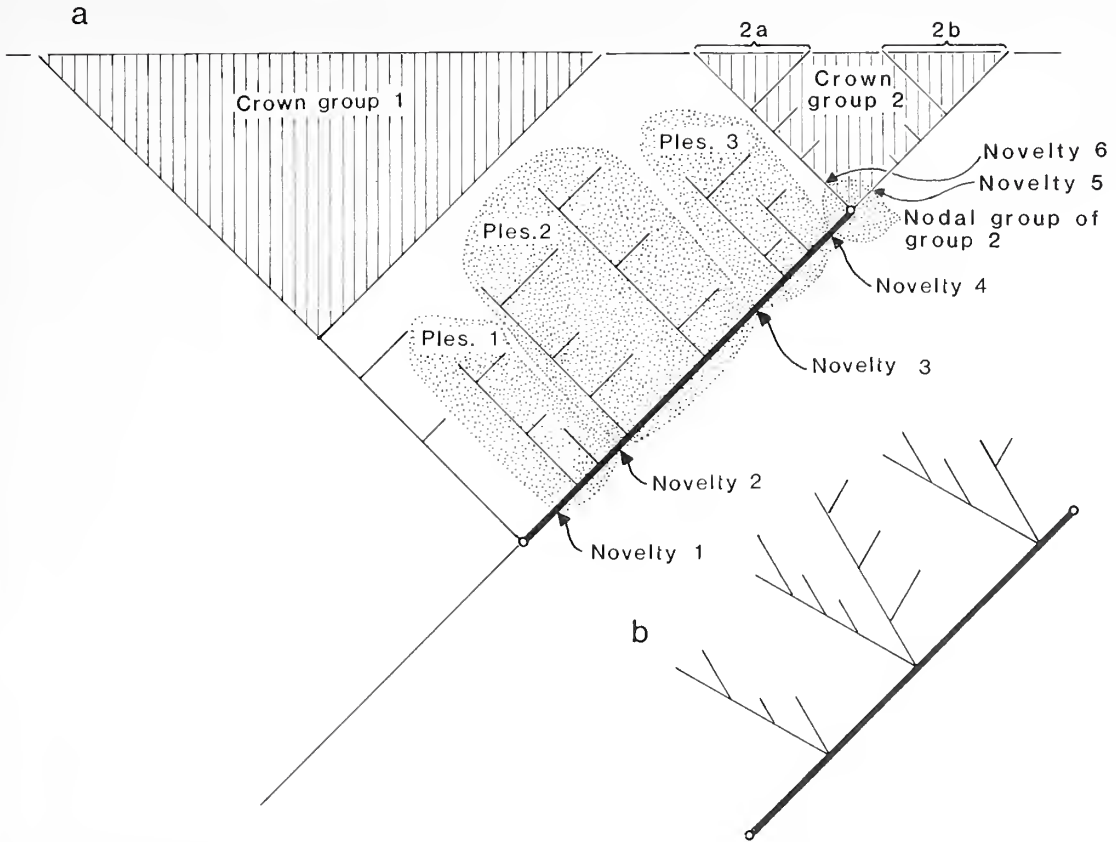 a
2a
2b
Crown group 1
Crown
group 2
Ples. 3
Novelty 6
Novelty 5
Nodal group of
group 2
Ples.2
Novelty 4
Ples. 1
Novelty 3
Novelty 2
Novelty 1
b